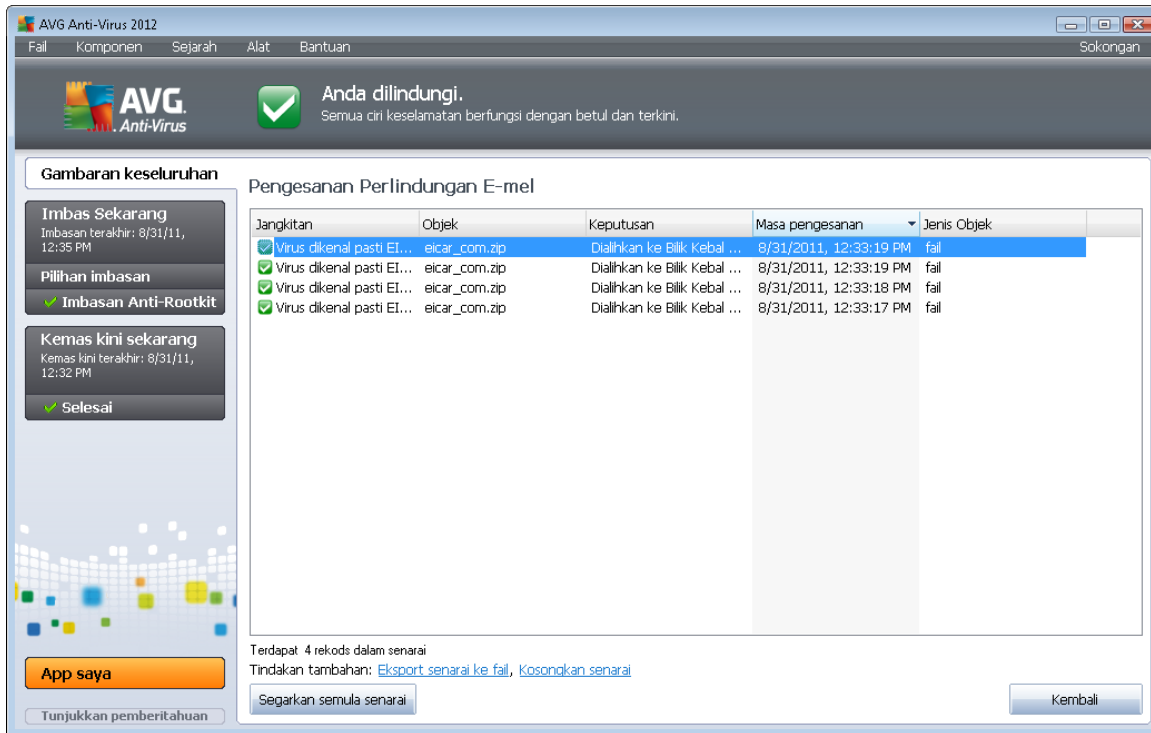 AVG Anti-Virus 2012
Fail Komponen Sejarah Alat Bantuan Sokongan
AVG.
Anti-Virus
Anda dilindungi.
Semua ciri keselamatan berfungsi dengan betul dan terkini.
Gambaran keseluruhan
Imbas Sekarang
Imbasan terakhir: 8/31/11,
12:35 PM
Pilihan imbasan
Imbasan Anti-Rootkit
Kemas kini sekarang
Kemas kini terakhir: 8/31/11,
12:32 PM
Selesai
App saya
Tunjukkan pemberitahuan
Pengesanan Perlindungan E-mel
Jangkitan Objek Keputusan Masa pengesanan Jenis Objek
Virus dikenal pasti EI... eicar_com.zip Dialihkan ke Bilik Kebal ... 8/31/2011, 12:33:19 PM fail
Virus dikenal pasti EI... eicar_com.zip Dialihkan ke Bilik Kebal ... 8/31/2011, 12:33:19 PM fail
Virus dikenal pasti EI... eicar_com.zip Dialihkan ke Bilik Kebal ... 8/31/2011, 12:33:18 PM fail
Virus dikenal pasti EI... eicar_com.zip Dialihkan ke Bilik Kebal ... 8/31/2011, 12:33:17 PM fail
Terdapat 4 rekods dalam senarai
Tindakan tambahan: Eksport senarai ke fail, Kosongkan senarai
Segarkan semula senarai Kembali